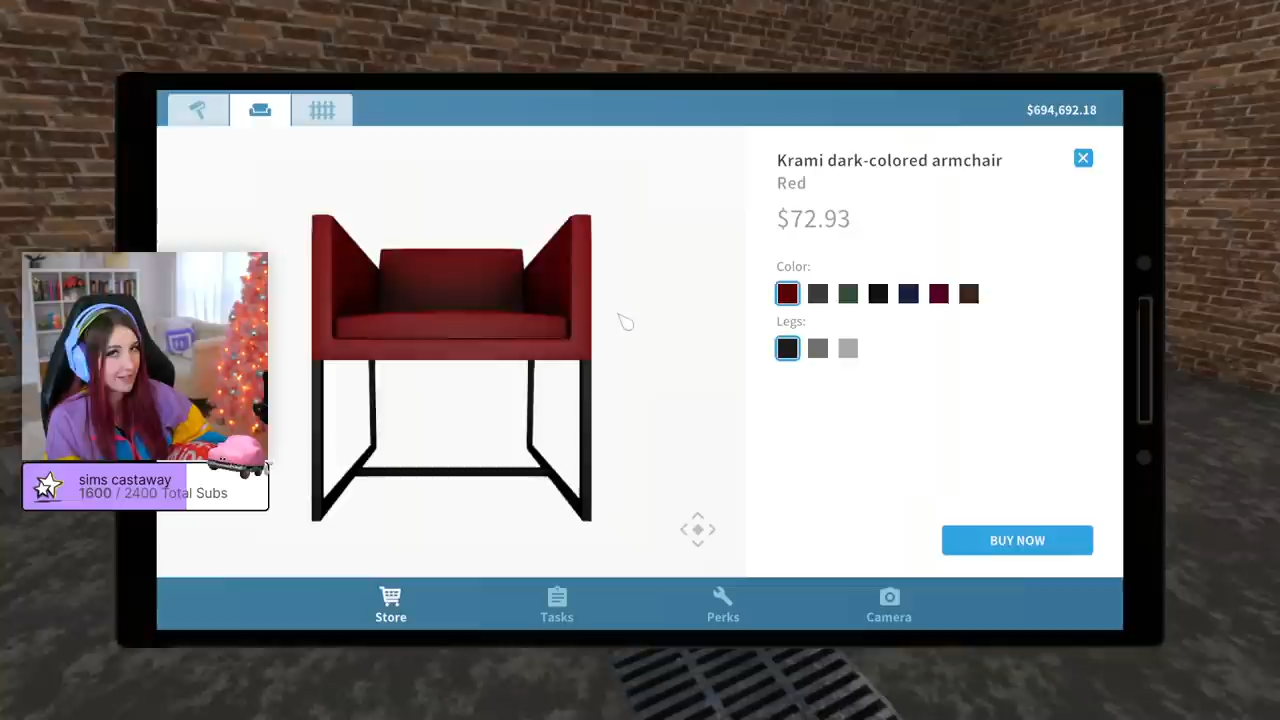 $694,692.18
Krami dark-colored armchair
Red
$72.93
Color:
Legs:
sims castaway
1600 / 2400 Total Subs
BUY NOW
Store
Tasks
Perks
Camera